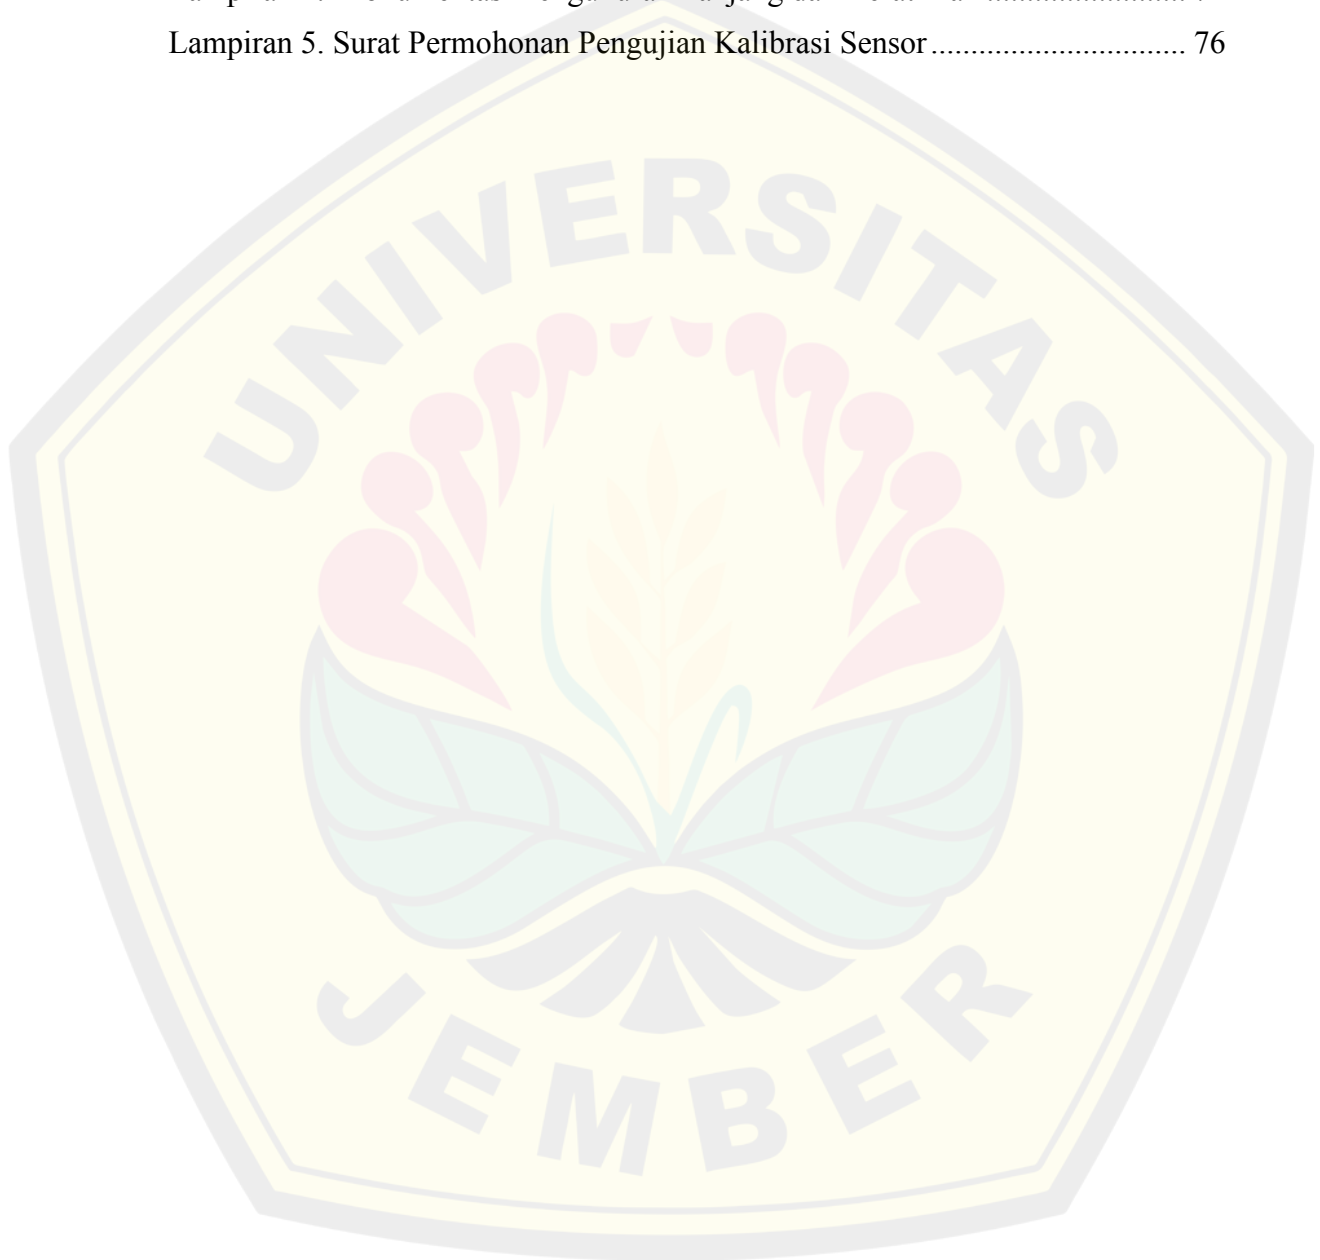 Lampiran 5. Surat Permohonan Pengujian Kalibrasi Sensor ................................ 76
UNIVERSITAS
JEMBER